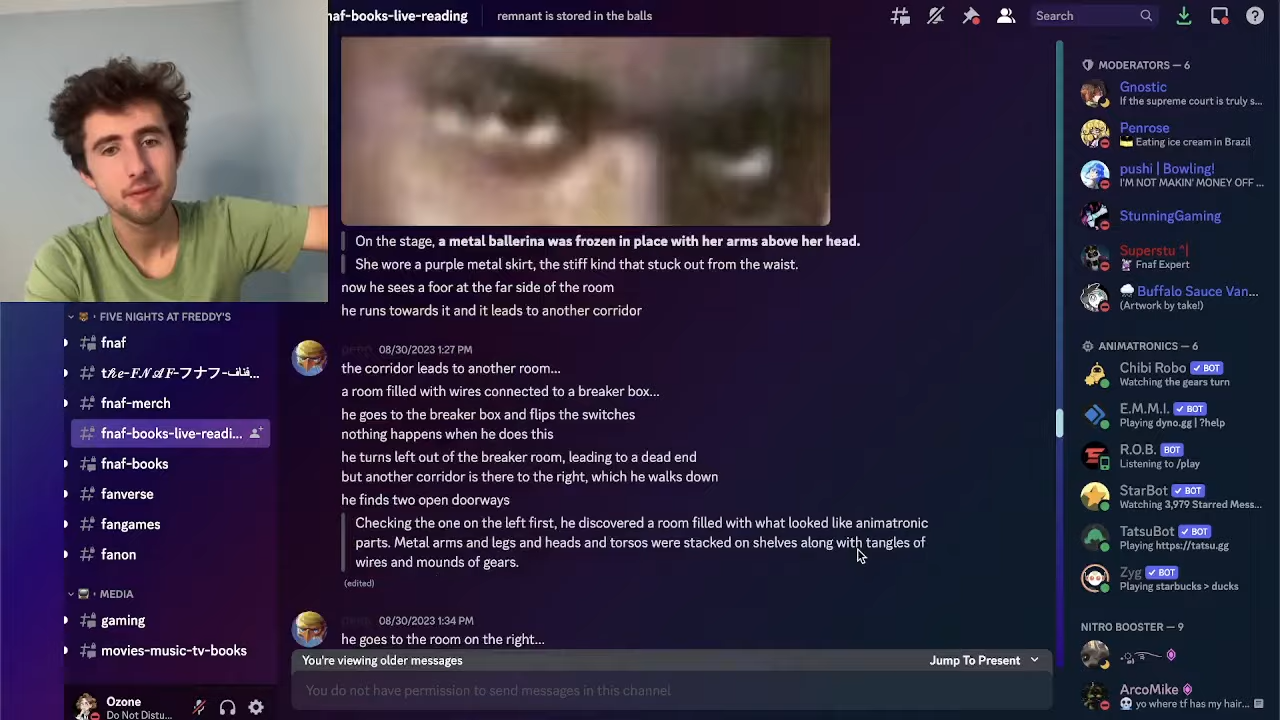 naf-books-live-reading
remnant is stored in the balls
Search
On the stage, a metal ballerina was frozen in place with her arms above her head.
She wore a purple metal skirt, the stiff kind that stuck out from the waist.
now he sees a foor at the far side of the room
he runs towards it and it leads to another corridor
08/30/2023 1:27 PM
the corridor leads to another room...
a room filled with wires connected to a breaker box...
he goes to the breaker box and flips the switches
nothing happens when he does this
he turns left out of the breaker room, leading to a dead end
but another corridor is there to the right, which he walks down
he finds two open doorways
Checking the one on the left first, he discovered a room filled with what looked like animatronic
parts. Metal arms and legs and heads and torsos were stacked on shelves along with tangles of
wires and mounds of gears.
(edited)
08/30/2023 1:34 PM
he goes to the room on the right...
You're viewing older messages
Jump To Present
You do not have permission to send messages in this channel
FIVE NIGHTS AT FREDDY'S
fnaf
𝓽𝓱𝓮-𝑭𝑵𝑨𝑭-フナフ-فناف...
fnaf-merch
fnaf-books-live-readi...
fnaf-books
fanverse
fangames
fanon
MEDIA
gaming
movies-music-tv-books
Ozone
Do Not Distu...
MODERATORS — 6
Gnostic
If the supreme court is truly s...
Penrose
Eating ice cream in Brazil
pushi | Bowling!
I'M NOT MAKIN' MONEY OFF ...
StunningGaming
Superstu ^|
Fnaf Expert
Buffalo Sauce Van...
(Artwork by take!)
ANIMATRONICS — 6
Chibi Robo ✓ BOT
Watching the gears turn
E.M.M.I. ✓ BOT
Playing dyno.gg | ?help
R.O.B. BOT
Listening to /play
StarBot ✓ BOT
Watching 3,979 Starred Mess...
TatsuBot ✓ BOT
Playing https://tatsu.gg
Zyg ✓ BOT
Playing starbucks > ducks
NITRO BOOSTER — 9
ArcoMike
yo where tf has my hair...